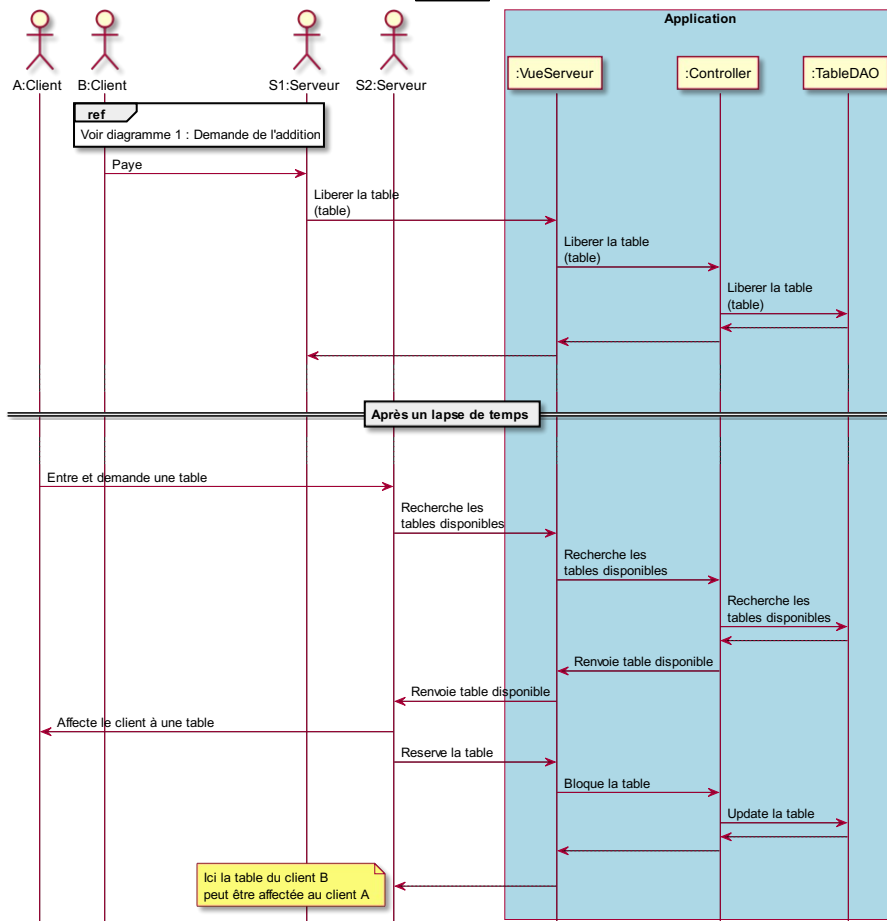 Application
A:Client
B:Client
S1:Serveur
S2:Serveur
:VueServeur
:Controller
:TableDAO
ref
Voir diagramme 1 : Demande de l'addition
Paye
Liberer la table
(table)
Liberer la table
(table)
Liberer la table
(table)
Après un lapse de temps
Entre et demande une table
Recherche les
tables disponibles
Recherche les
tables disponibles
Recherche les
tables disponibles
Renvoie table disponible
Renvoie table disponible
Affecte le client à une table
Reserve la table
Bloque la table
Update la table
Ici la table du client B
peut être affectée au client A